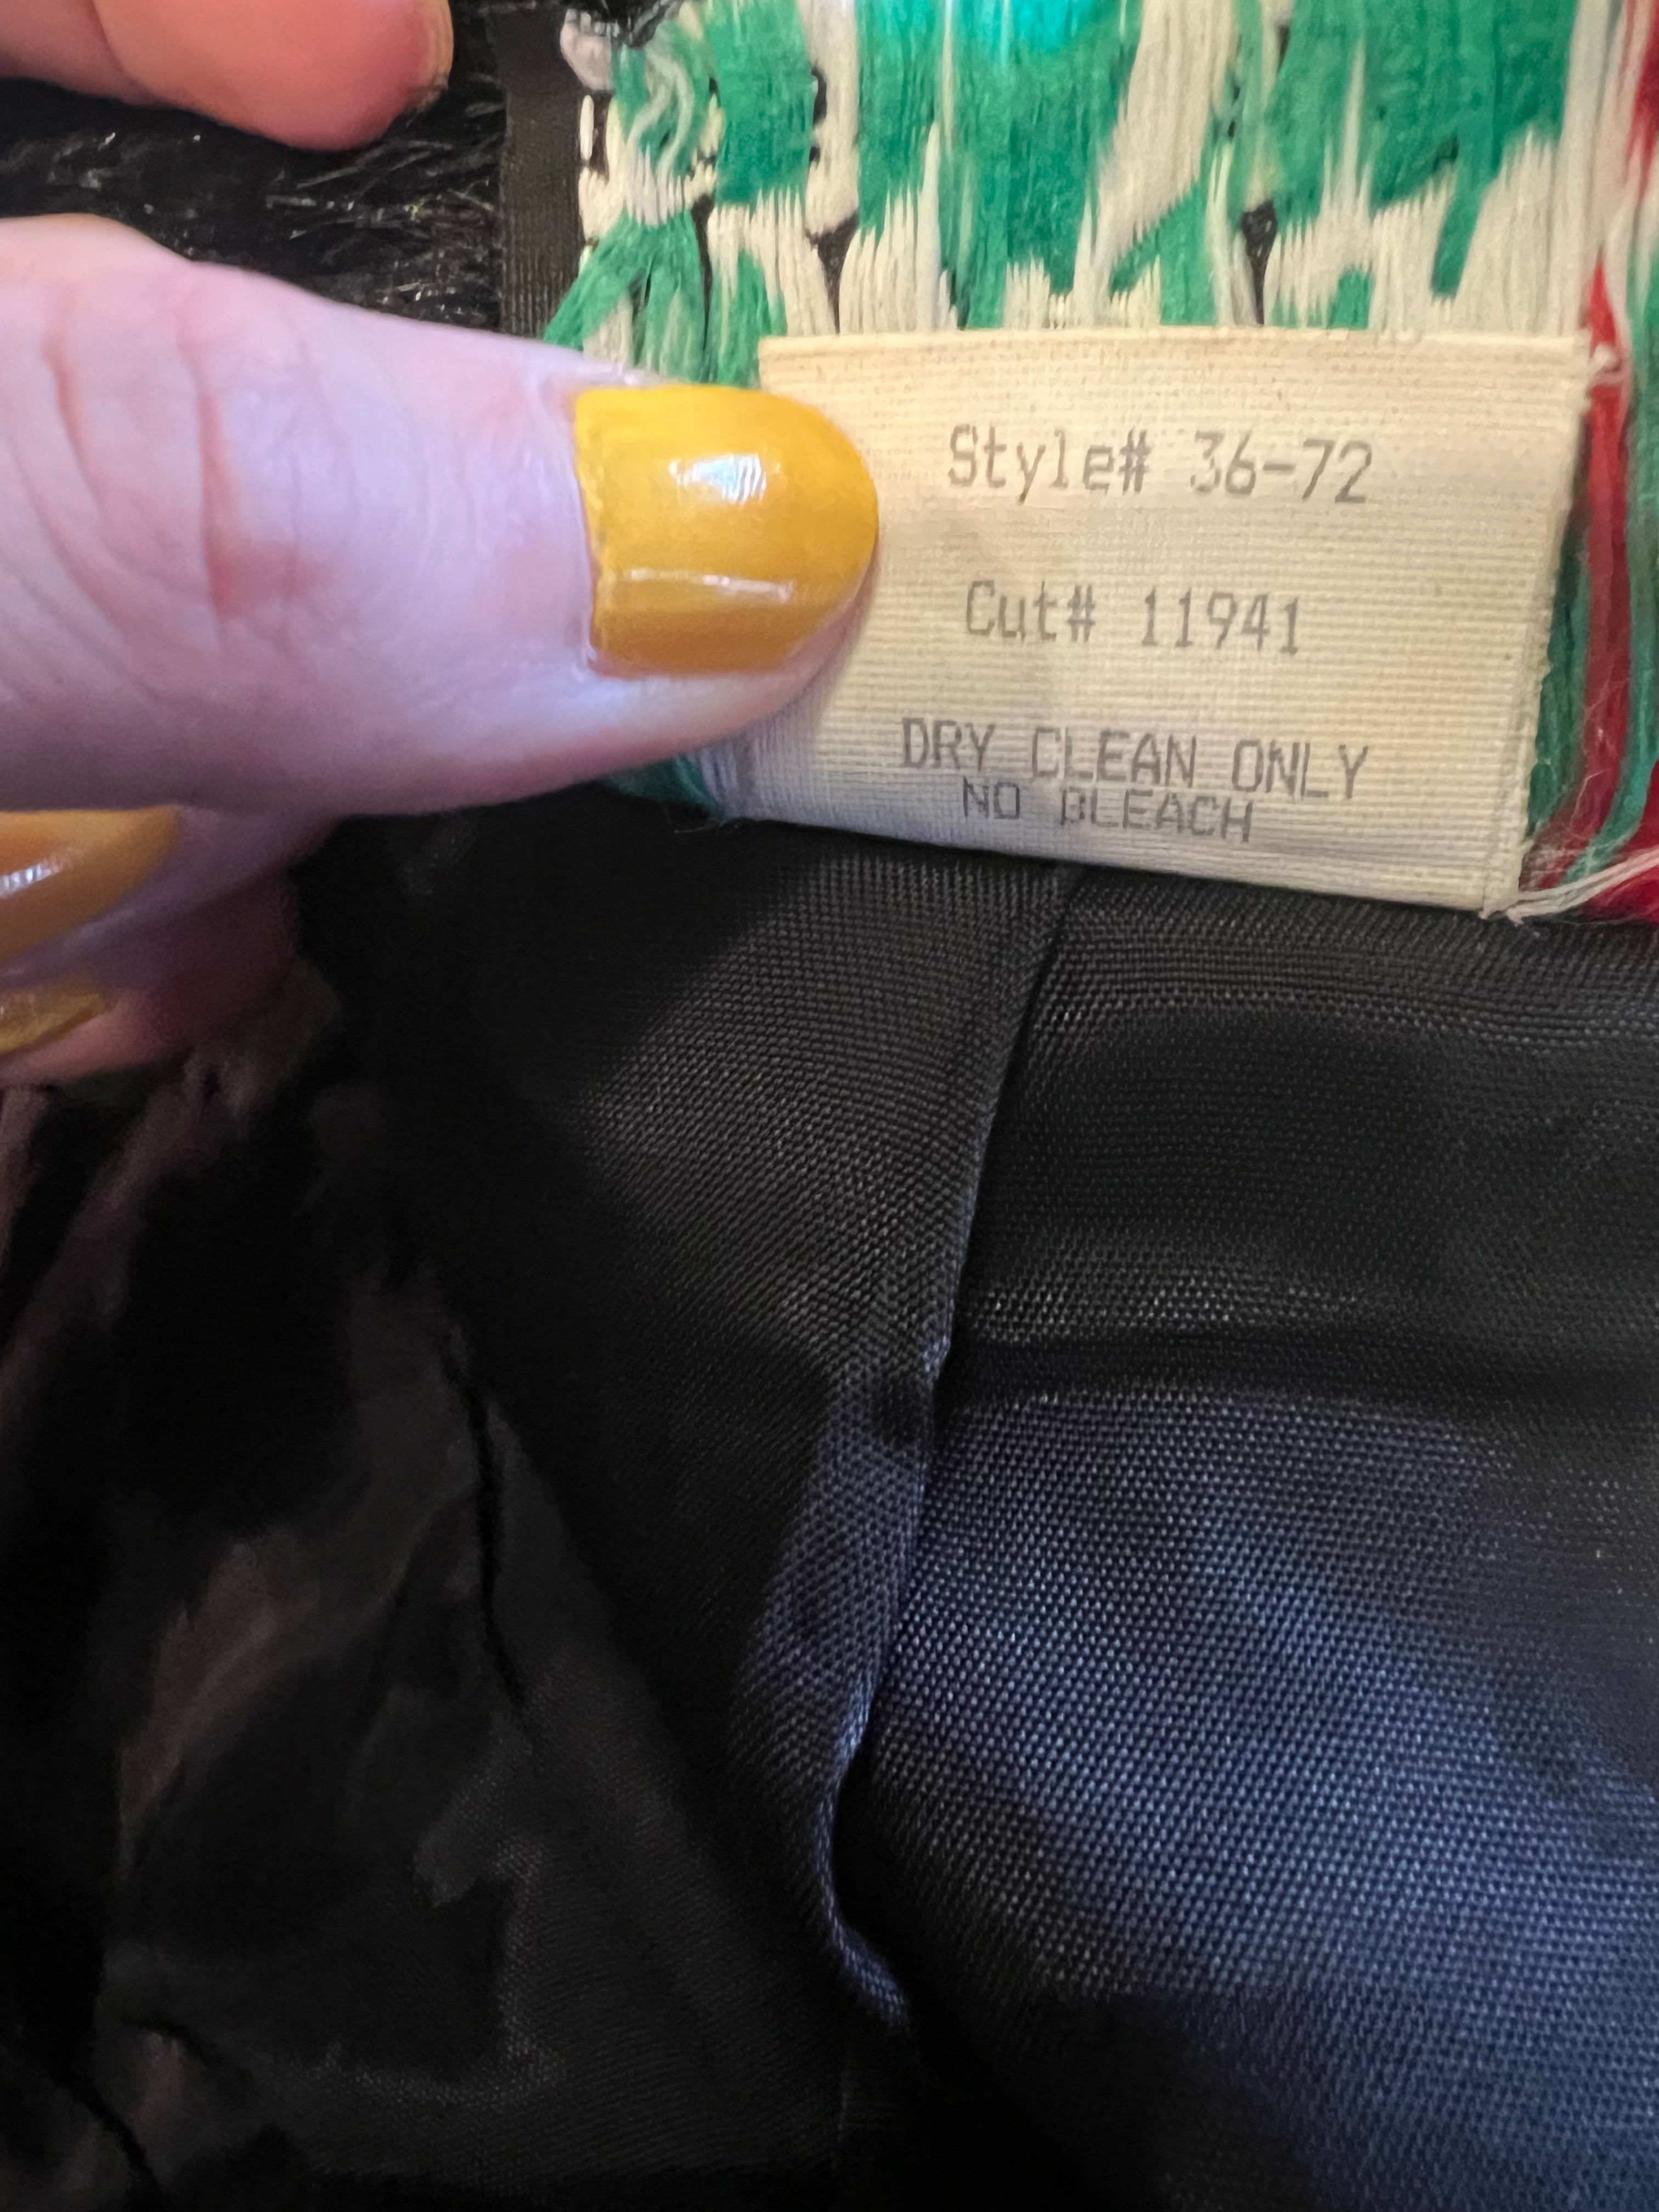 Style# 36-72
Cut# 11941
DRY CLEAN ONLY
NO BLEACH